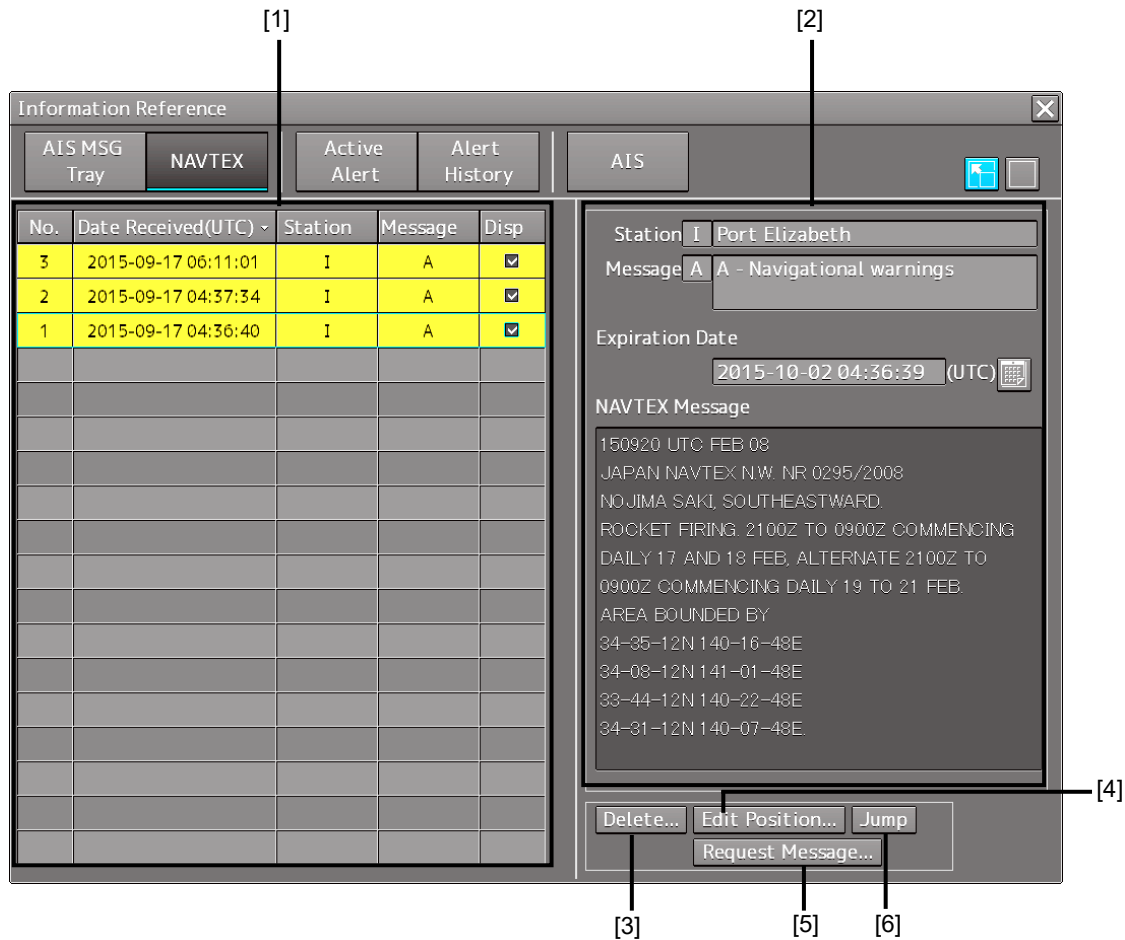 [1] [2]
Information Reference
AIS MSG Tray NAVTEX Active Alert Alert History AIS
No. Date Received(UTC) Station Message Disp
3 2015-09-17 06:11:01 I A
2 2015-09-17 04:37:34 I A
1 2015-09-17 04:36:40 I A
Station I Port Elizabeth
Message A A - Navigational warnings
Expiration Date
2015-10-02 04:36:39 (UTC)
NAVTEX Message
150920 UTC FEB 08
JAPAN NAVTEX N.W. NR 0295/2008
NOJIMA SAKI, SOUTHEASTWARD.
ROCKET FIRING. 2100Z TO 0900Z COMMENCING
DAILY 17 AND 18 FEB, ALTERNATE 2100Z TO
0900Z COMMENCING DAILY 19 TO 21 FEB.
AREA BOUNDED BY
34-35-12N 140-16-48E
34-08-12N 141-01-48E
33-44-12N 140-22-48E
34-31-12N 140-07-48E.
[4]
Delete... Edit Position... Jump
Request Message...
[3] [5] [6]